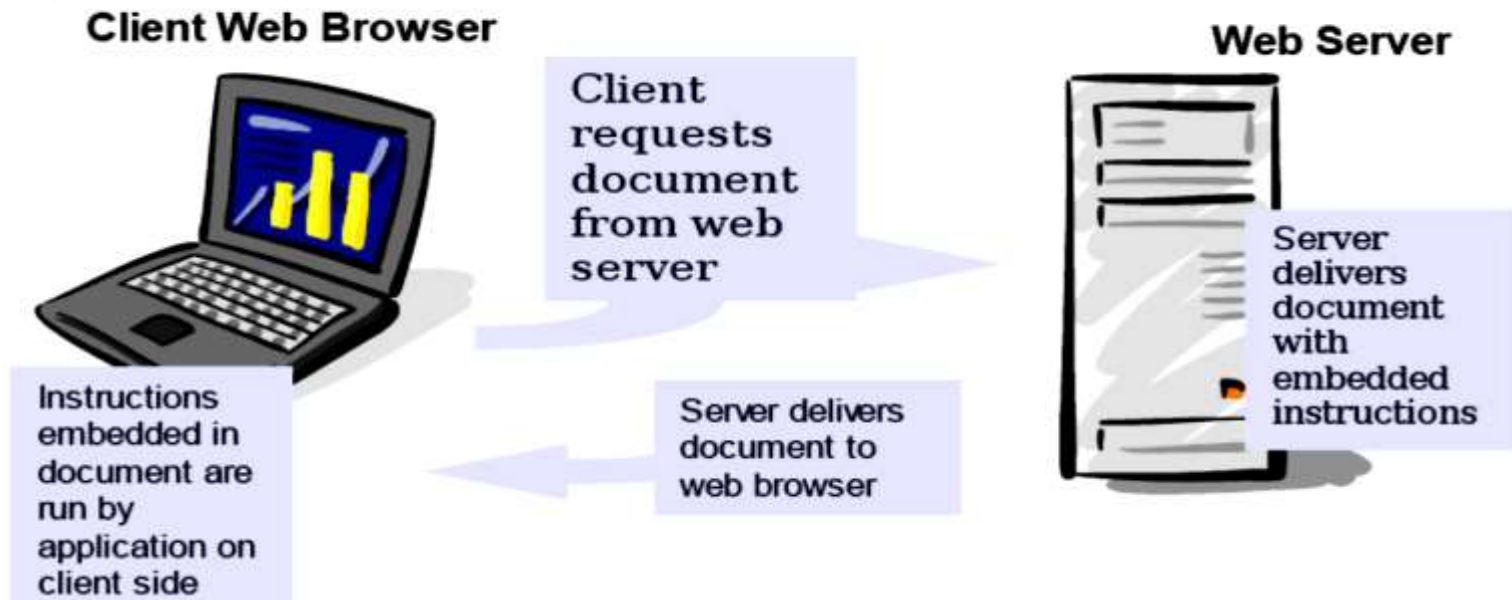 Client Web Browser
Web Server
Client
requests
document
from web
server
Server
delivers
document
with
embedded
instructions
Server delivers
document to
web browser
Instructions
embedded in
document are
run by
application on
client side